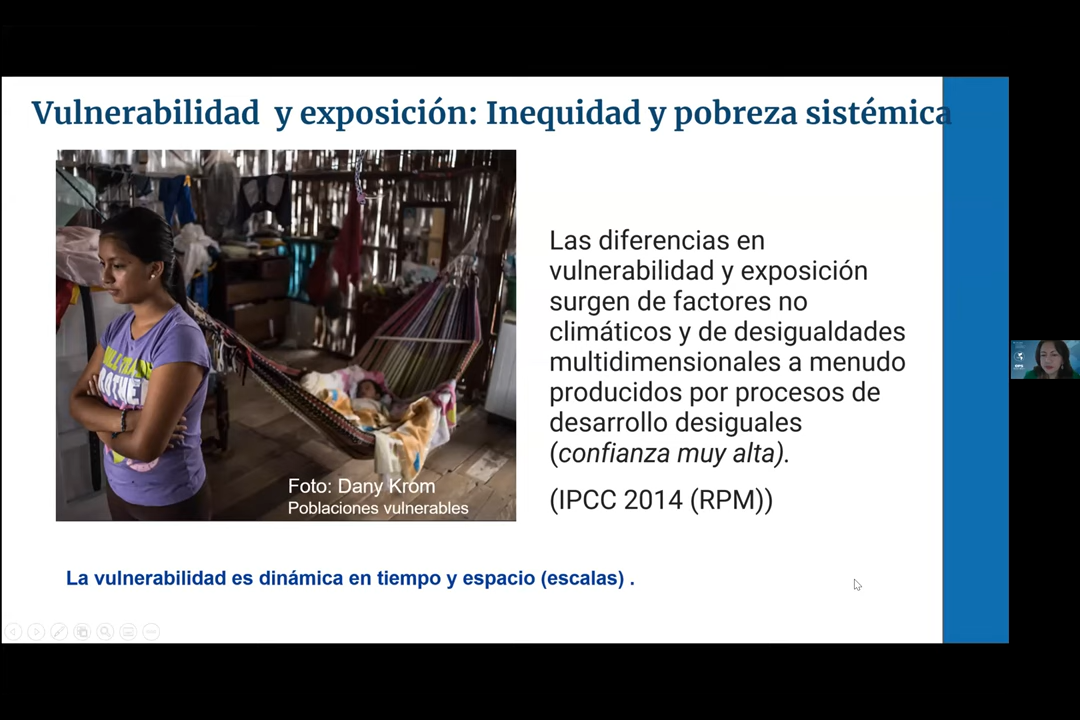 Vulnerabilidad y exposición: Inequidad y pobreza sistémica
Foto: Dany Krom
Poblaciones vulnerables
Las diferencias en
vulnerabilidad y exposición
surgen de factores no
climáticos y de desigualdades
multidimensionales a menudo
producidos por procesos de
desarrollo desiguales
(confianza muy alta).
(IPCC 2014 (RPM))
La vulnerabilidad es dinámica en tiempo y espacio (escalas) .